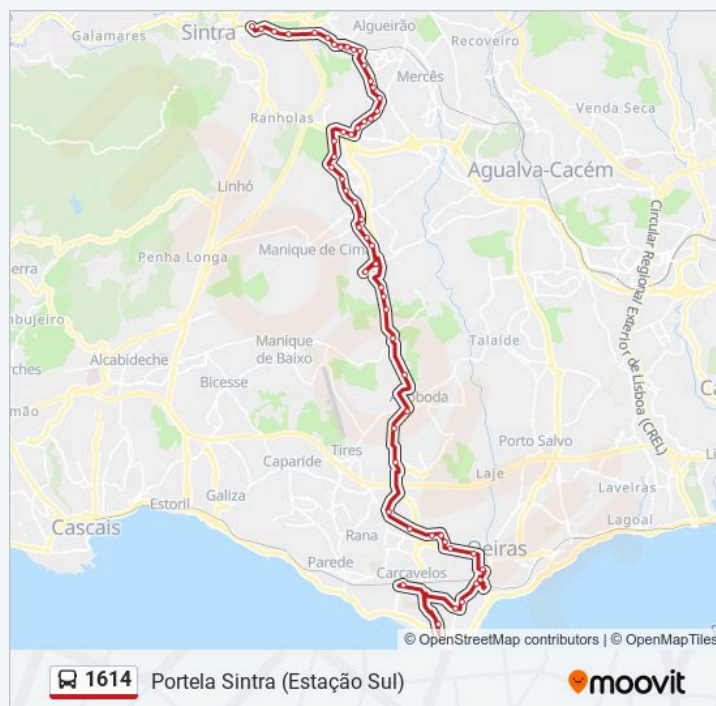 Galamares
Sintra
Algueirão
Recoveiro
Mercês
Ranholas
Venda Seca
Agualva-Cacém
Linhó
Manique de Cim
Penha Longa
erra
mbujeiro
Circular Regional Exterior de Lisboa (CREL)
Manique
de Baixo
Talaíde
Alcabideche
rches
Bicesse
mão
Porto Salvo
Tires
Caparide
Laje
Laveiras
Estoril
Galiza
Lagoal
Cascais
Rana
Oeiras
Parede
Carcavelos
© OpenStreetMap contributors | © OpenMapTiles
1614
Portela Sintra (Estação Sul)
moovit